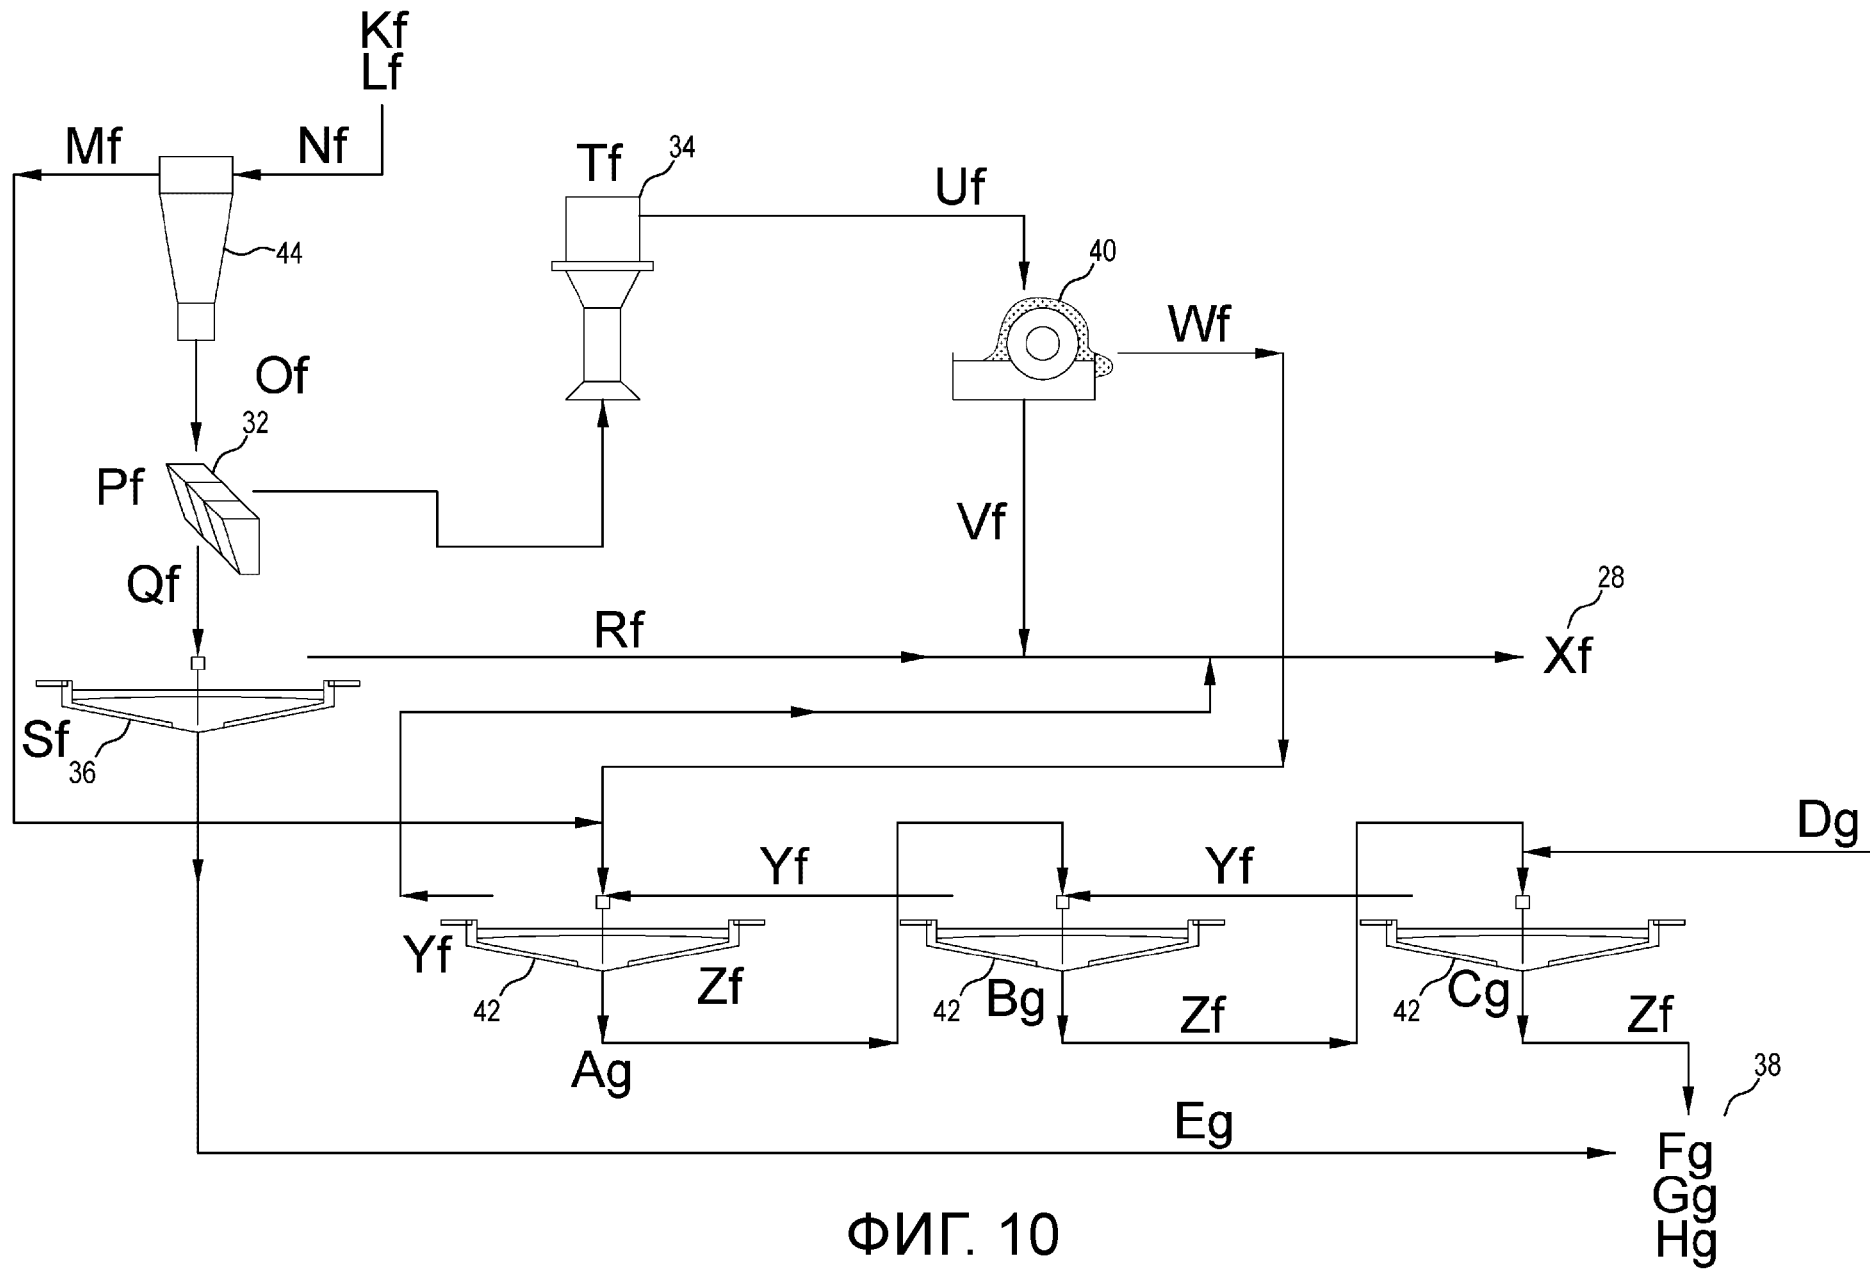 Kf
Lf
Mf
Nf
Tf
34
Uf
44
40
Wf
Of
32
Pf
Vf
Qf
28
Rf
Xf
Sf
36
Dg
Yf
Yf
Yf
42
Zf
42
Bg
42
Cg
Zf
Zf
Ag
38
Eg
Fg
Gg
Hg
ФИГ. 10